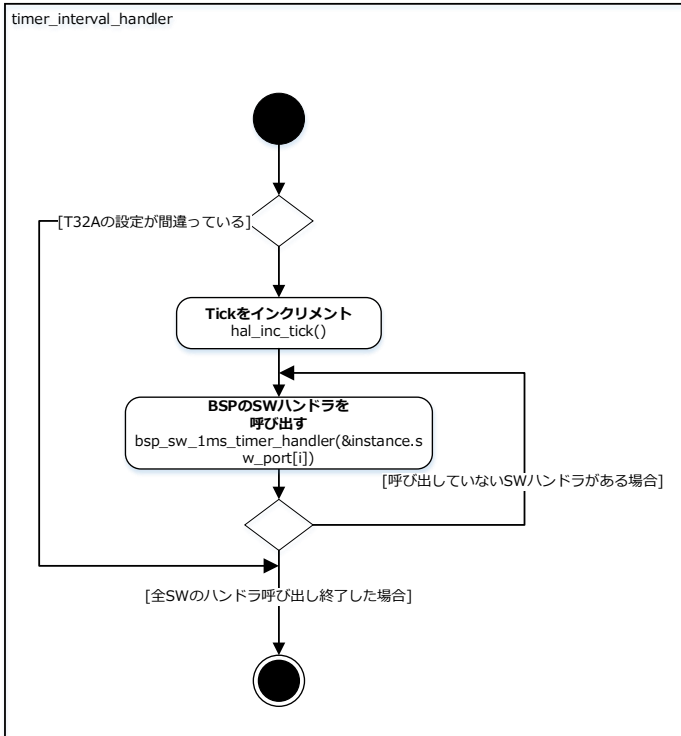 timer_interval_handler
[T32Aの設定が間違っている]
Tickをインクリメント
hal_inc_tick()
BSPのSWハンドラを
呼び出す
bsp_sw_1ms_timer_handler(&instance.s
w_port[i])
[呼び出していないSWハンドラがある場合]
[全SWのハンドラ呼び出し終了した場合]